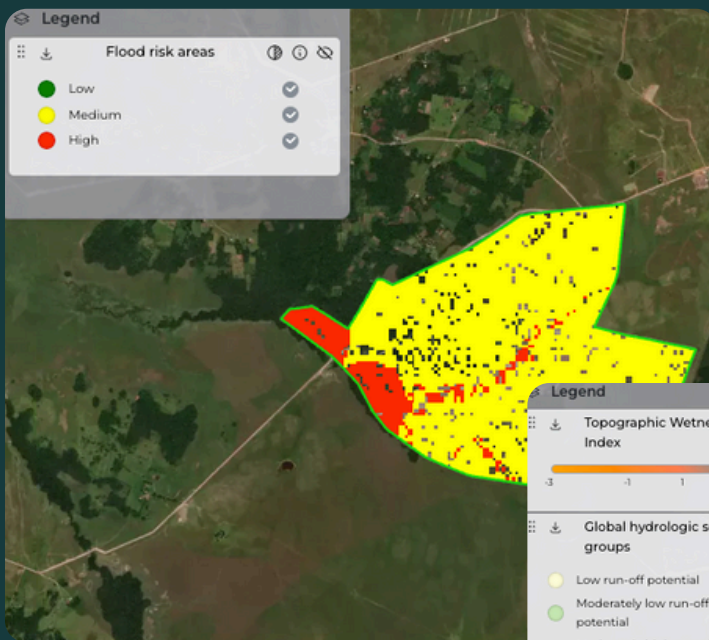 Legend
Flood risk areas
Low
Medium
High
Legend
Topographic
Index
-3 -1 1
Global hydrologic
groups
Low run-off potential
Moderately low run-off
potential